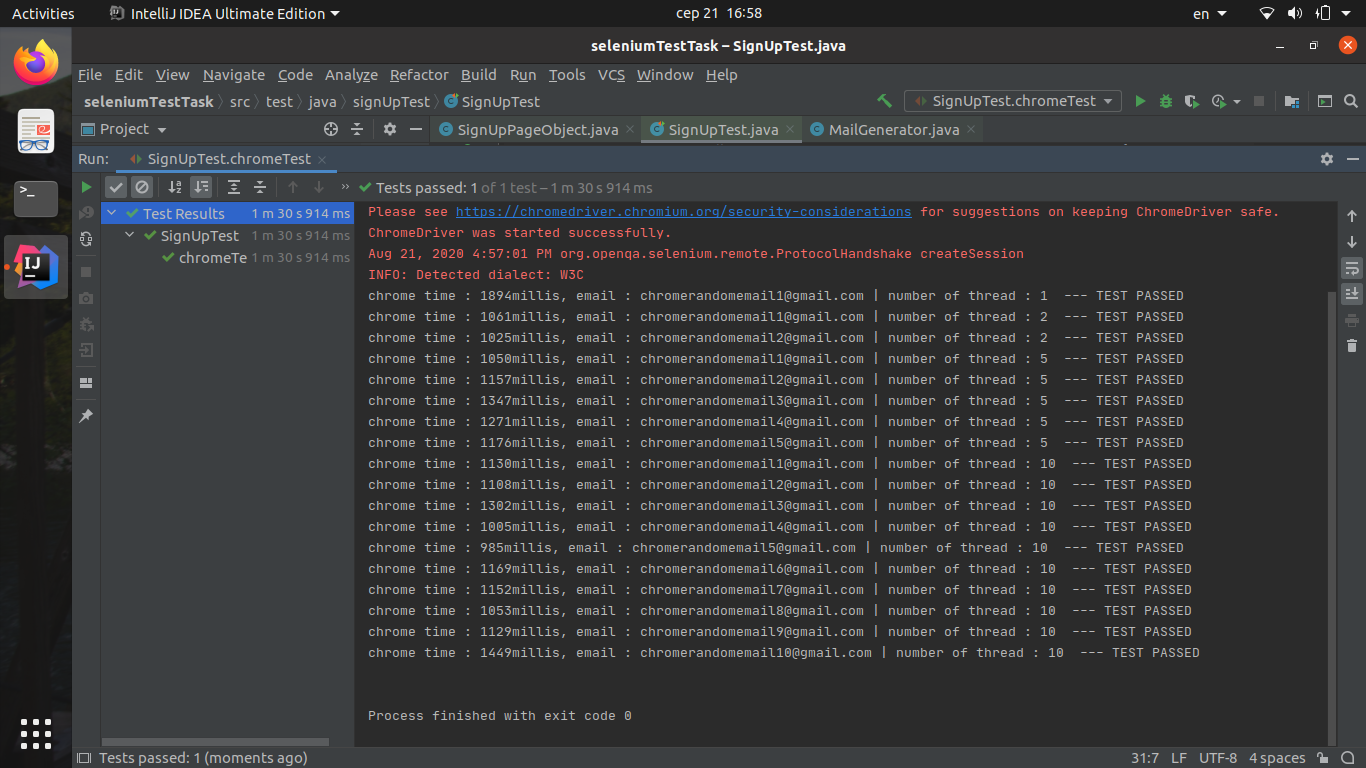 Activities IntelliJ IDEA Ultimate Edition сер 21 16:58 en
seleniumTestTask – SignUpTest.java
File Edit View Navigate Code Analyze Refactor Build Run Tools VCS Window Help
seleniumTestTask src test java signUpTest SignUpTest SignUpTest.chromeTest
Project SignUpPageObject.java SignUpTest.java MailGenerator.java
Run: SignUpTest.chromeTest
Tests passed: 1 of 1 test – 1 m 30 s 914 ms
Test Results 1 m 30 s 914 ms
SignUpTest 1 m 30 s 914 ms
chromeTe 1 m 30 s 914 ms
Please see https://chromedriver.chromium.org/security-considerations for suggestions on keeping ChromeDriver safe.
ChromeDriver was started successfully.
Aug 21, 2020 4:57:01 PM org.openqa.selenium.remote.ProtocolHandshake createSession
INFO: Detected dialect: W3C
chrome time : 1894millis, email : chromerandomemail1@gmail.com | number of thread : 1  --- TEST PASSED
chrome time : 1061millis, email : chromerandomemail1@gmail.com | number of thread : 2  --- TEST PASSED
chrome time : 1025millis, email : chromerandomemail2@gmail.com | number of thread : 2  --- TEST PASSED
chrome time : 1050millis, email : chromerandomemail1@gmail.com | number of thread : 5  --- TEST PASSED
chrome time : 1157millis, email : chromerandomemail2@gmail.com | number of thread : 5  --- TEST PASSED
chrome time : 1347millis, email : chromerandomemail3@gmail.com | number of thread : 5  --- TEST PASSED
chrome time : 1271millis, email : chromerandomemail4@gmail.com | number of thread : 5  --- TEST PASSED
chrome time : 1176millis, email : chromerandomemail5@gmail.com | number of thread : 5  --- TEST PASSED
chrome time : 1130millis, email : chromerandomemail1@gmail.com | number of thread : 10  --- TEST PASSED
chrome time : 1108millis, email : chromerandomemail2@gmail.com | number of thread : 10  --- TEST PASSED
chrome time : 1302millis, email : chromerandomemail3@gmail.com | number of thread : 10  --- TEST PASSED
chrome time : 1005millis, email : chromerandomemail4@gmail.com | number of thread : 10  --- TEST PASSED
chrome time : 985millis, email : chromerandomemail5@gmail.com | number of thread : 10  --- TEST PASSED
chrome time : 1169millis, email : chromerandomemail6@gmail.com | number of thread : 10  --- TEST PASSED
chrome time : 1152millis, email : chromerandomemail7@gmail.com | number of thread : 10  --- TEST PASSED
chrome time : 1053millis, email : chromerandomemail8@gmail.com | number of thread : 10  --- TEST PASSED
chrome time : 1129millis, email : chromerandomemail9@gmail.com | number of thread : 10  --- TEST PASSED
chrome time : 1449millis, email : chromerandomemail10@gmail.com | number of thread : 10  --- TEST PASSED
Process finished with exit code 0
Tests passed: 1 (moments ago) 31:7 LF UTF-8 4 spaces